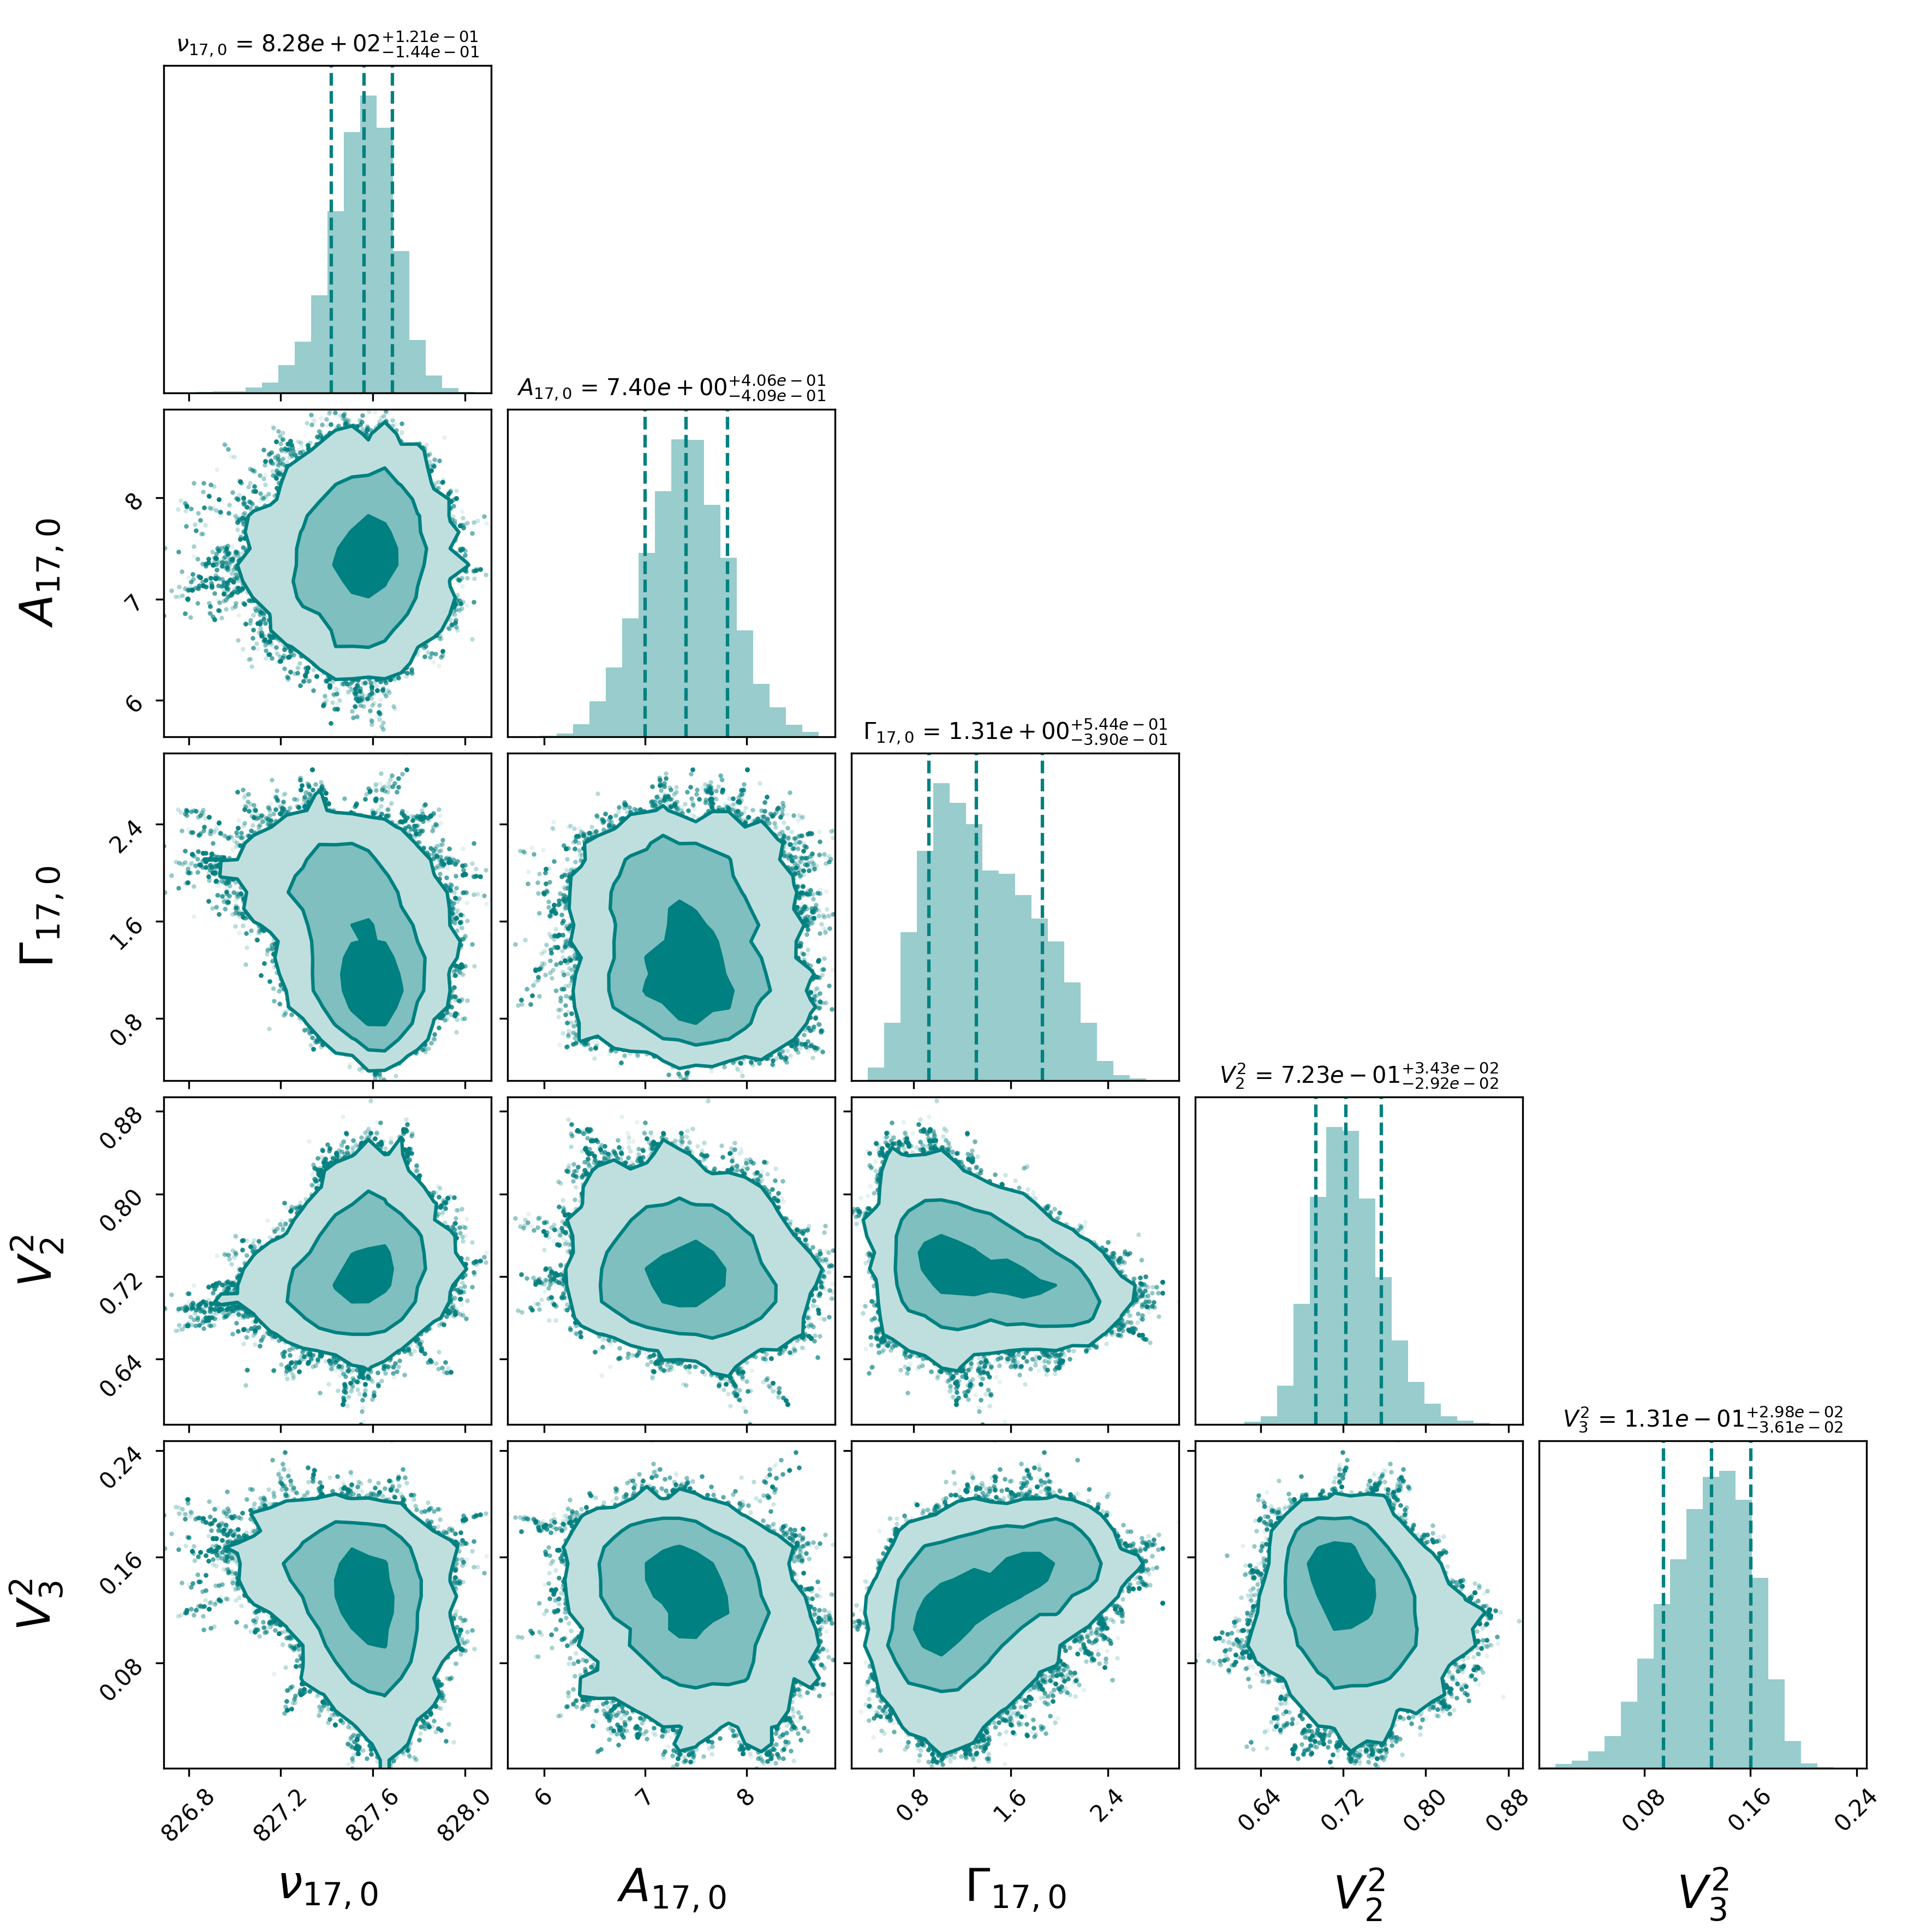 ν₁₇,₀ = 8.28e + 02 +1.21e − 01 −1.44e − 01
A₁₇,₀ = 7.40e + 00 +4.06e − 01 −4.09e − 01
A₁₇,₀
8
7
6
Γ₁₇,₀ = 1.31e + 00 +5.44e − 01 −3.90e − 01
Γ₁₇,₀
2.4
1.6
0.8
V₂² = 7.23e − 01 +3.43e − 02 −2.92e − 02
V₂²
0.88
0.80
0.72
0.64
V₃² = 1.31e − 01 +2.98e − 02 −3.61e − 02
V₃²
0.24
0.16
0.08
826.8 827.2 827.6 828.0 6 7 8 0.8 1.6 2.4 0.64 0.72 0.80 0.88 0.08 0.16 0.24
ν₁₇,₀ A₁₇,₀ Γ₁₇,₀ V₂² V₃²